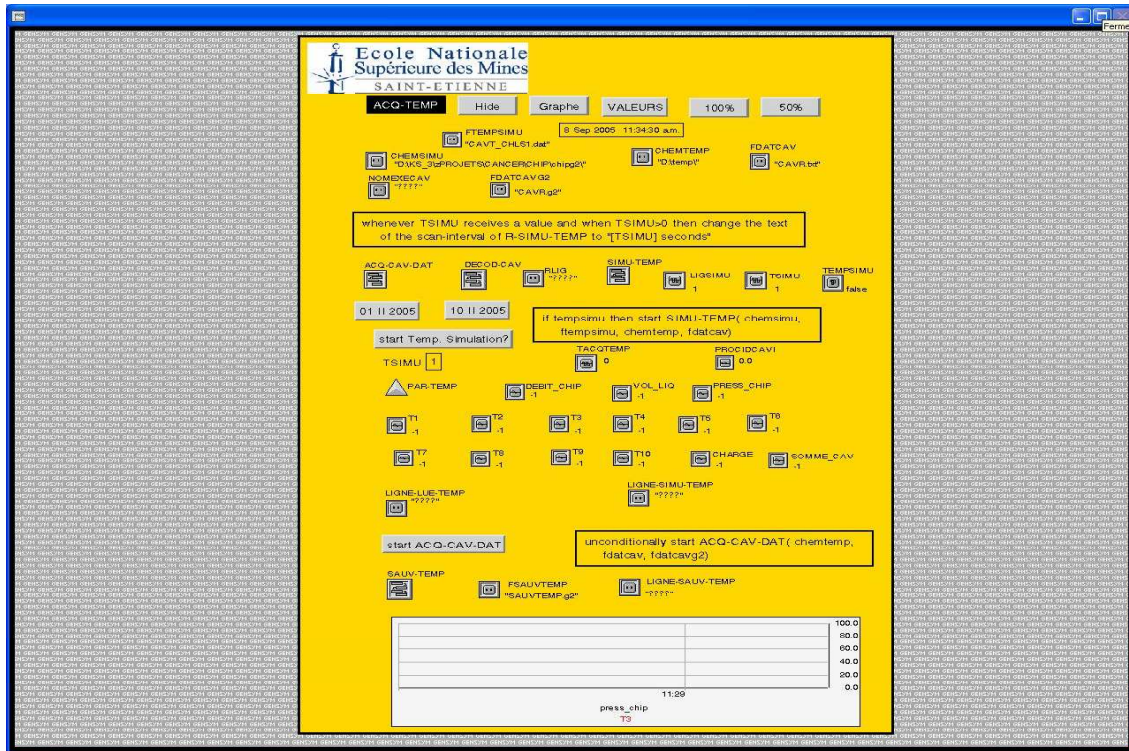 Ferme
Ecole Nationale
Supérieure des Mines
SAINT-ETIENNE
ACQ-TEMP Hide Graphe VALEURS 100% 50%
FTEMPSIMU 8 Sep 2005 11:34:30 a.m.
"CAVT_CHLS1.dat"
CHEMSIMU CHEMTEMP FDATCAV
"D:\KS_3\zPROJETS\CANCER\CHIP\chipg2\" "D:\temp\" "CAVR.txt"
NOMEXECAV FDATCAVG2
"????" "CAVR.g2"
whenever TSIMU receives a value and when TSIMU>0 then change the text
of the scan-interval of R-SIMU-TEMP to "[TSIMU] seconds"
ACQ-CAV-DAT DECOD-CAV RLIG SIMU-TEMP LIGSIMU TSIMU TEMPSIMU
"????" 1 1 false
01 II 2005 10 II 2005
if tempsimu then start SIMU-TEMP( chemsimu,
ftempsimu, chemtemp, fdatcav)
start Temp. Simulation?
TSIMU 1 TACQTEMP PROCIDCAVI
0 0.0
PAR-TEMP DEBIT_CHIP VOL_LIQ PRESS_CHIP
-1 -1 -1
T1 T2 T3 T4 T5 T6
-1 -1 -1 -1 -1 -1
T7 T8 T9 T10 CHARGE SOMME_CAV
-1 -1 -1 -1 -1 -1
LIGNE-LUE-TEMP LIGNE-SIMU-TEMP
"????" "????"
start ACQ-CAV-DAT
unconditionally start ACQ-CAV-DAT( chemtemp,
fdatcav, fdatcavg2)
SAUV-TEMP FSAUVTEMP LIGNE-SAUV-TEMP
"SAUVTEMP.g2" "????"
100.0
80.0
60.0
40.0
20.0
0.0
11:29
press_chip
T3